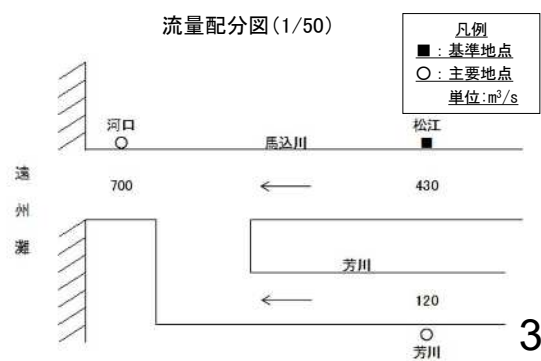 流量配分図(1/50)
凡例
■:基準地点
○:主要地点
単位:m³/s
河口
○
馬込川
松江
■
遠州灘
700
←
430
芳川
←
120
○
芳川
3